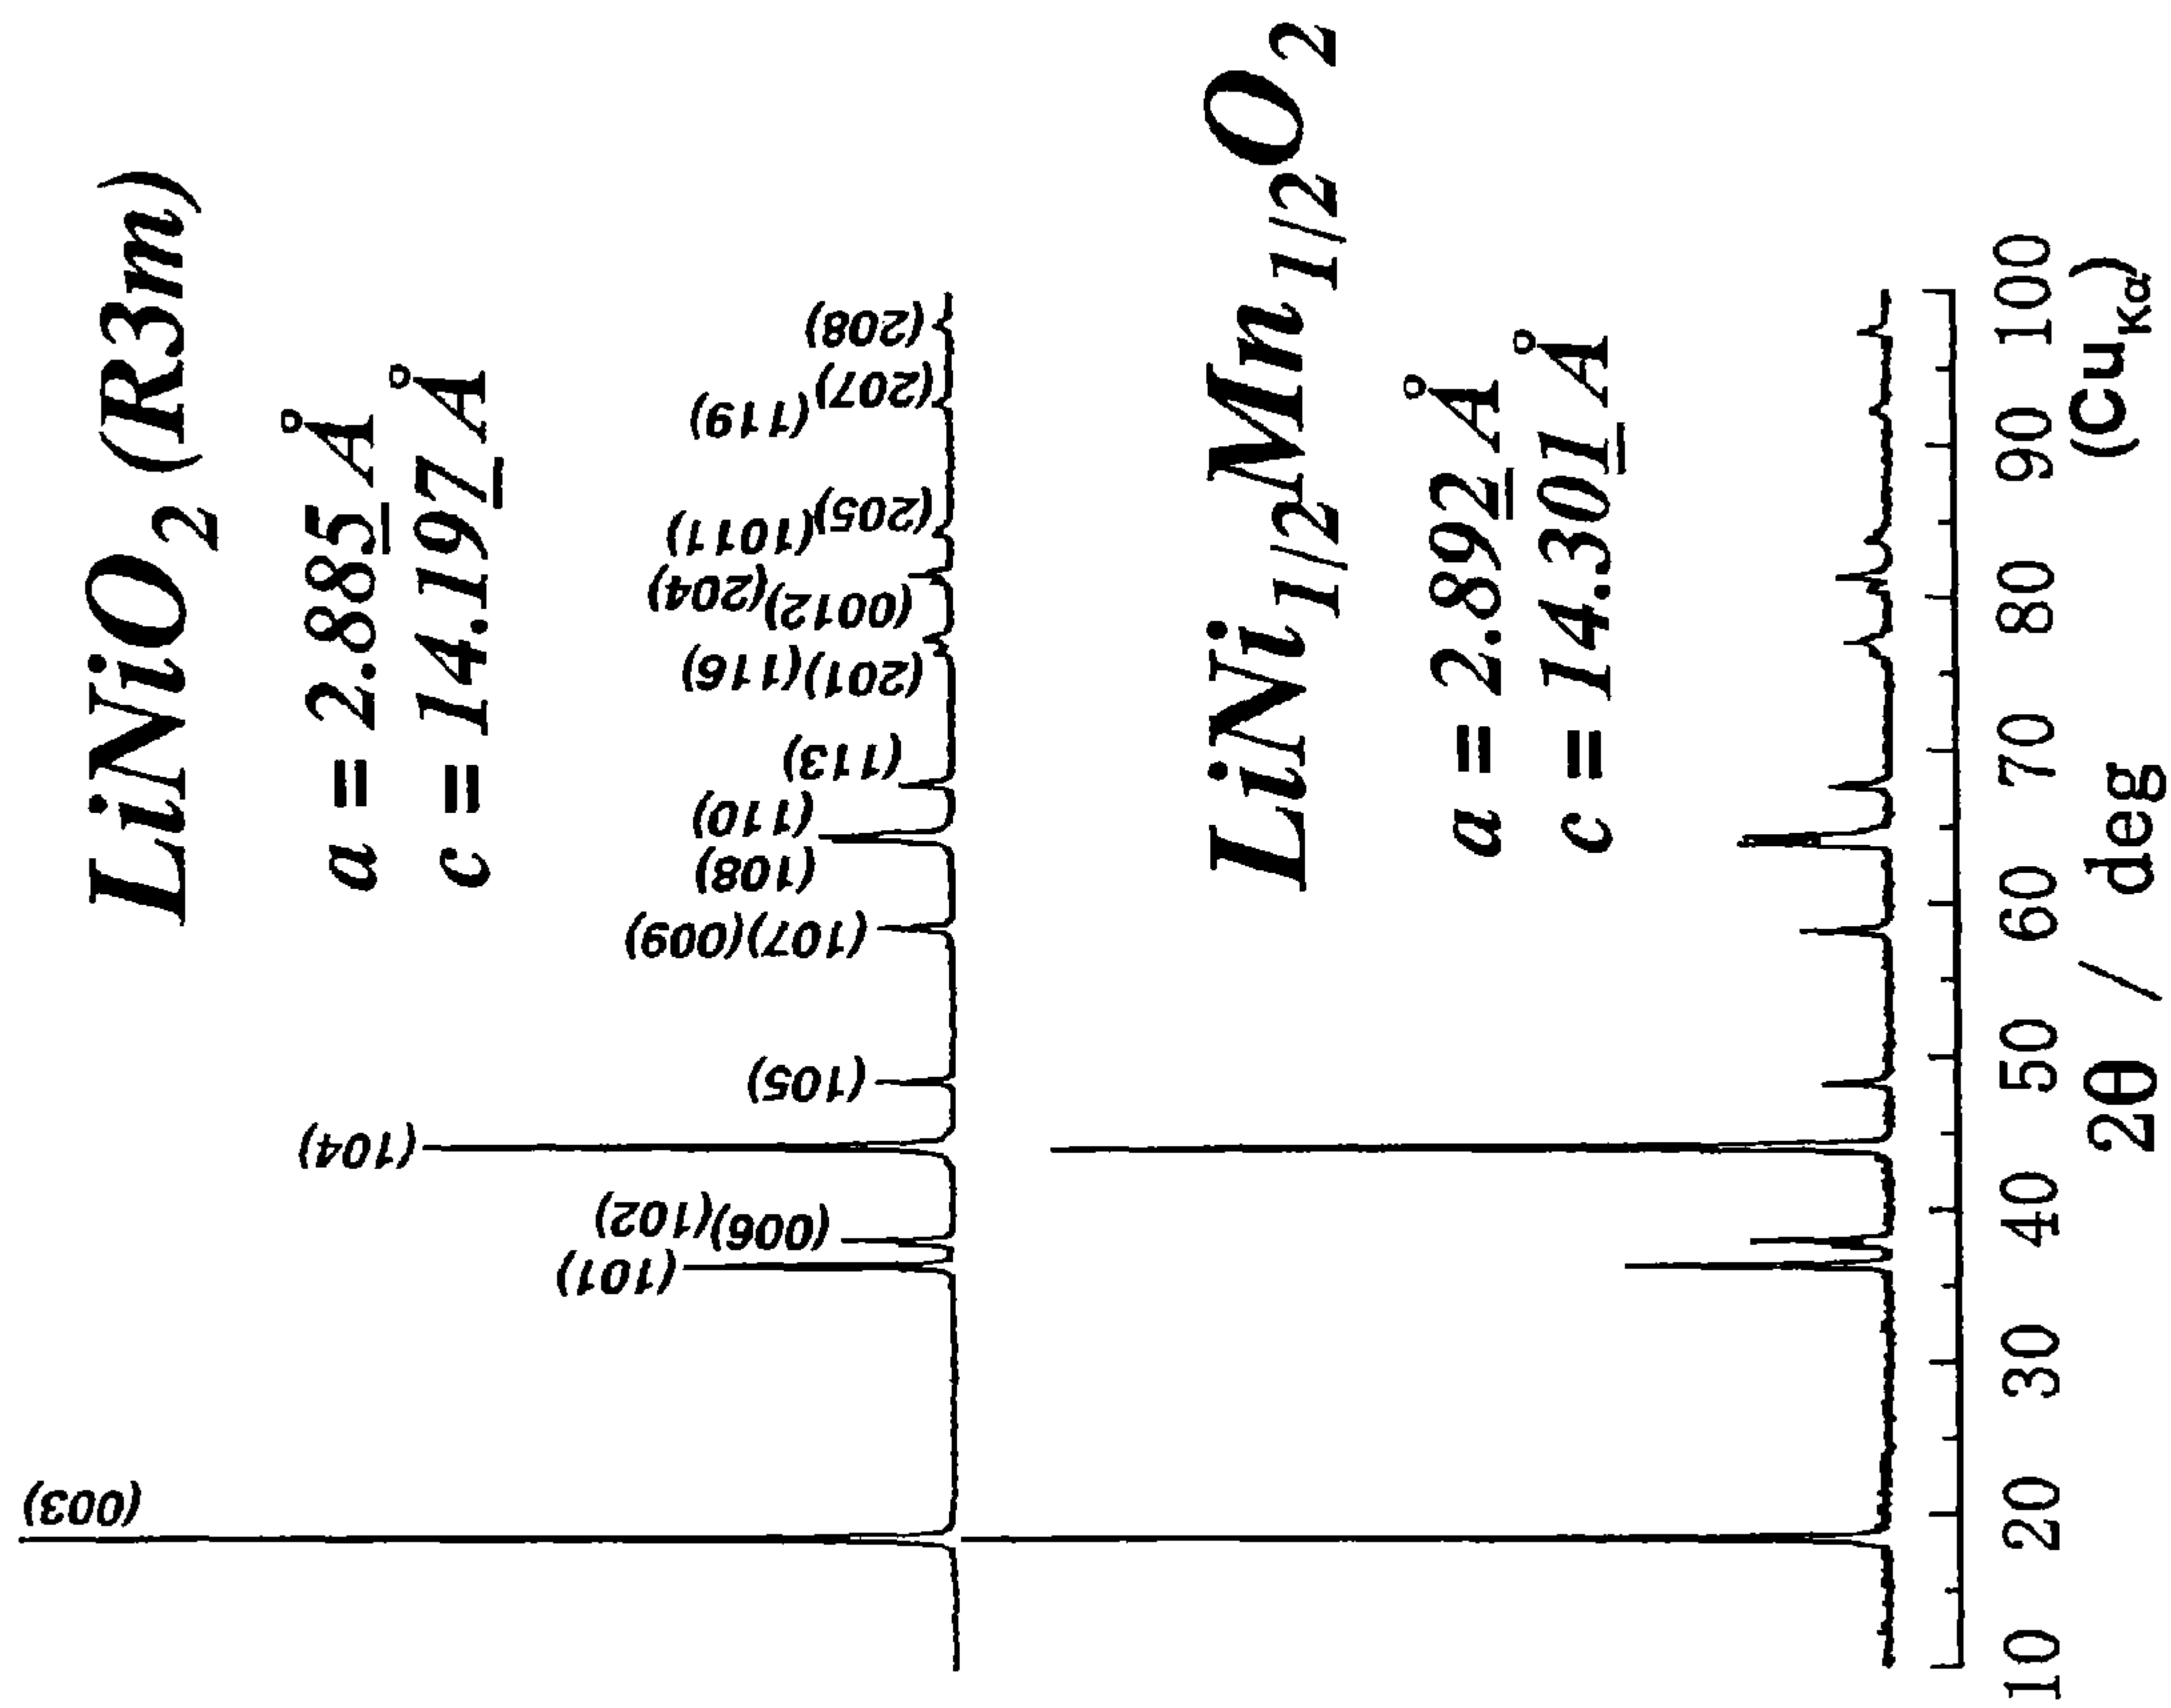 LiNiO2 (R3m)
a = 2.885 Å
c = 14.197 Å
(003)
(101)
(006)(102)
(104)
(105)
(107)(009)
(108)
(110)
(113)
(201)(116)
(0012)(204)
(1011)
(205)
(119)
(207)
(208)
LiNi1/2Mn1/2O2
a = 2.892 Å
c = 14.301 Å
10 20 30 40 50 60 70 80 90 100
2θ / deg (CuKα)